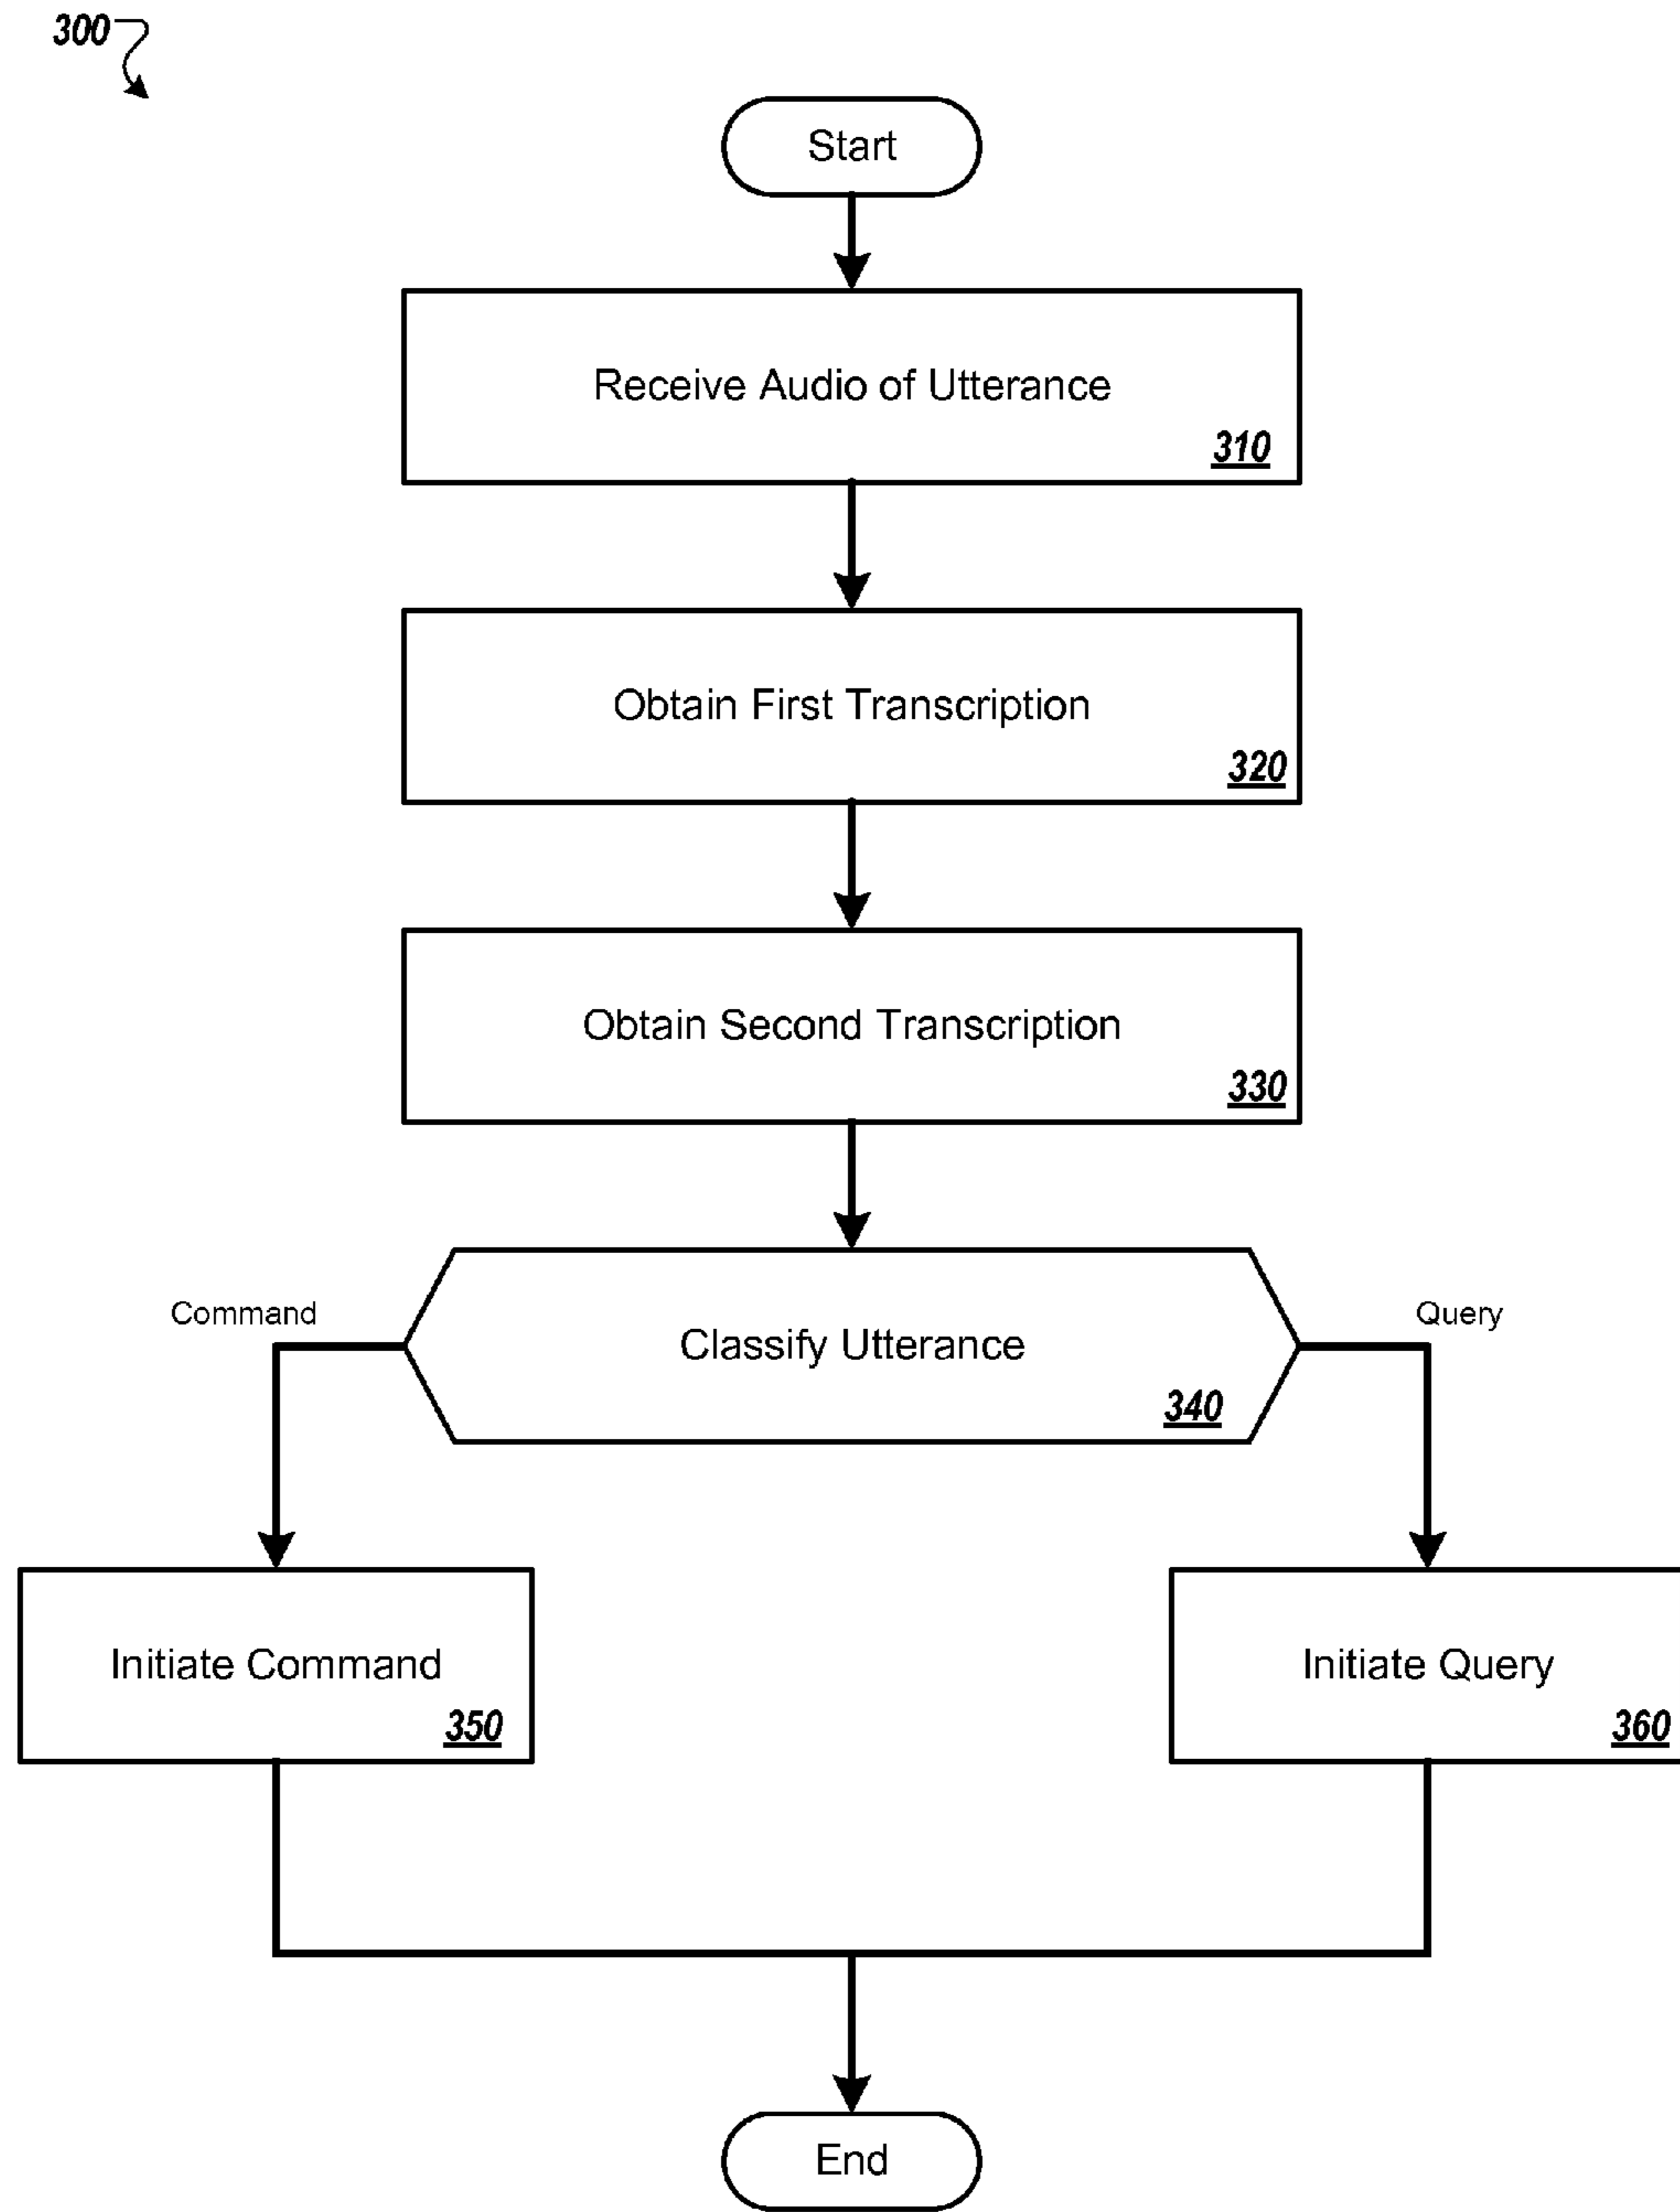 300
Start
Receive Audio of Utterance
310
Obtain First Transcription
320
Obtain Second Transcription
330
Command
Query
Classify Utterance
340
Initiate Command
350
Initiate Query
360
End